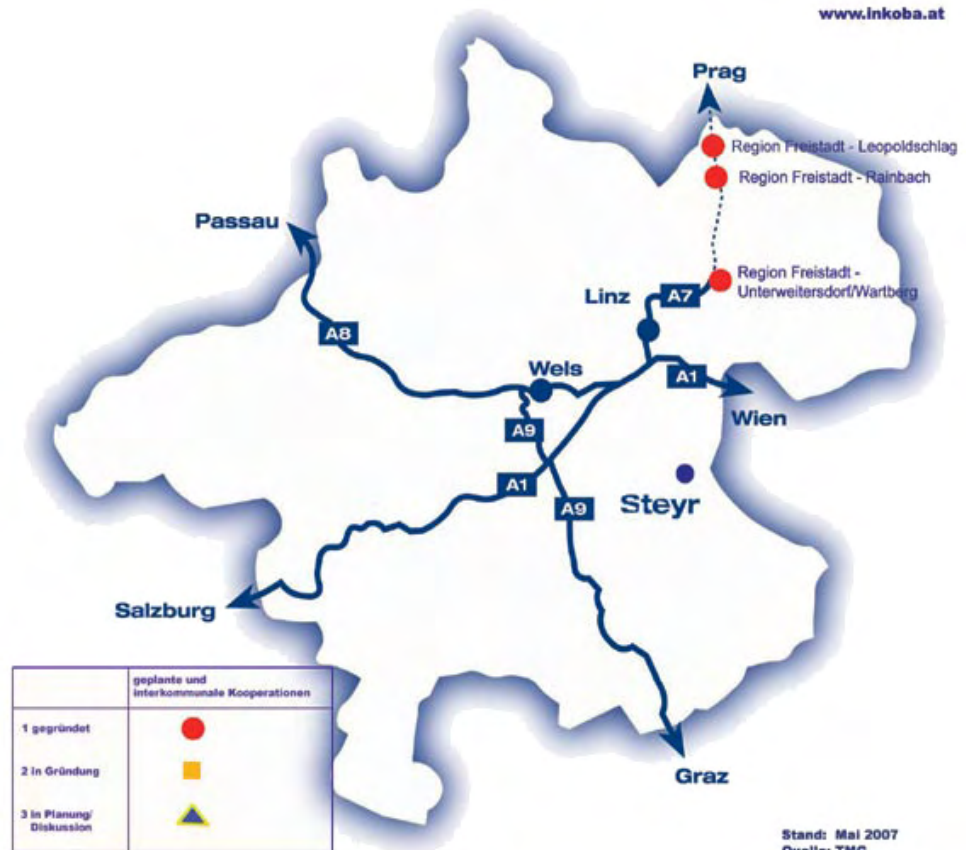 www.inkoba.at
Prag
Region Freistadt - Leopoldschlag
Region Freistadt - Rainbach
Passau
Region Freistadt -
Unterweitersdorf/Wartberg
Linz
A7
A8
Wels
A1
Wien
A9
A1
Steyr
A9
Salzburg
geplante und
interkommunale Kooperationen
1 gegründet
2 in Gründung
3 in Planung/
Diskussion
Graz
Stand: Mai 2007
Quelle: TMG